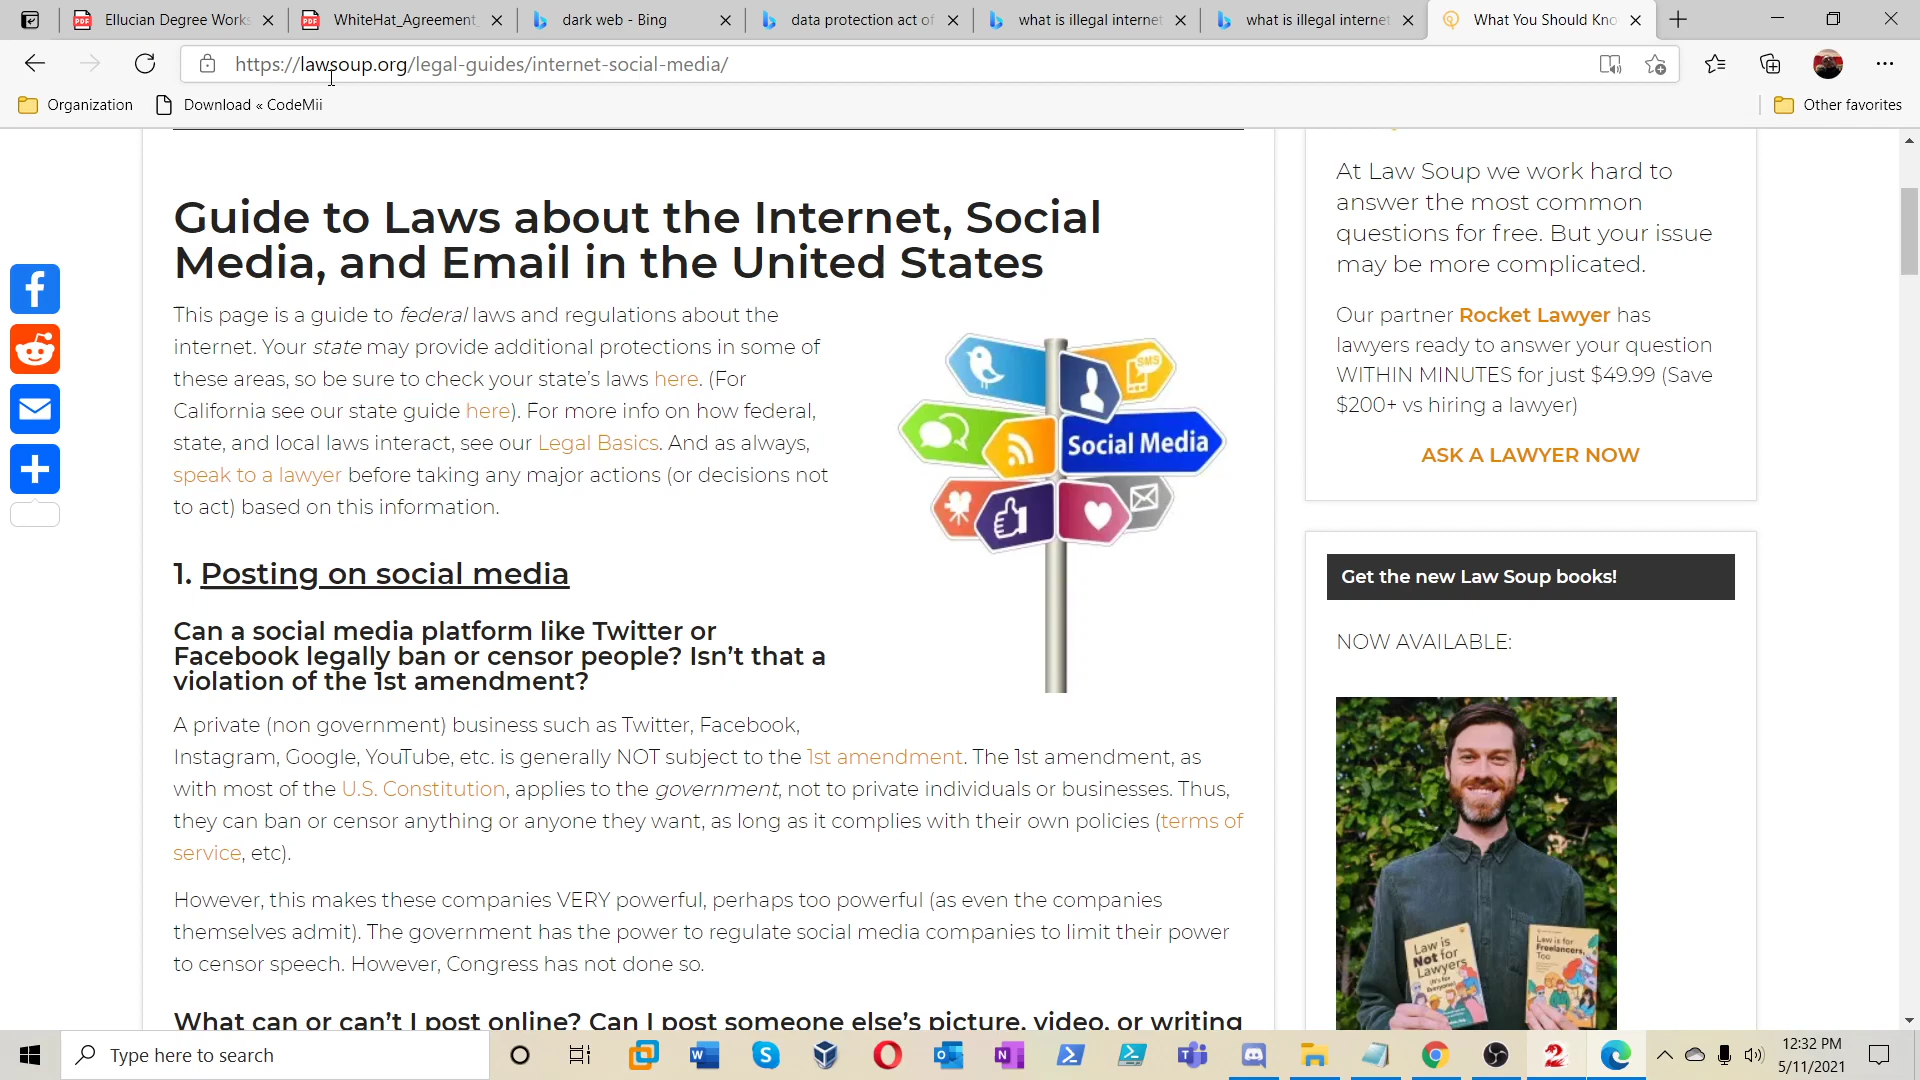 Ellucian Degree Works
WhiteHat_Agreement_
dark web - Bing
data protection act of
what is illegal internet
what is illegal internet
What You Should Kno
https://lawsoup.org/legal-guides/internet-social-media/
Organization
Download « CodeMii
Other favorites
Guide to Laws about the Internet, Social
Media, and Email in the United States
This page is a guide to federal laws and regulations about the
internet. Your state may provide additional protections in some of
these areas, so be sure to check your state's laws here. (For
California see our state guide here). For more info on how federal,
state, and local laws interact, see our Legal Basics. And as always,
speak to a lawyer before taking any major actions (or decisions not
to act) based on this information.
SMS
Social Media
1. Posting on social media
Can a social media platform like Twitter or
Facebook legally ban or censor people? Isn't that a
violation of the 1st amendment?
A private (non government) business such as Twitter, Facebook,
Instagram, Google, YouTube, etc. is generally NOT subject to the 1st amendment. The 1st amendment, as
with most of the U.S. Constitution, applies to the government, not to private individuals or businesses. Thus,
they can ban or censor anything or anyone they want, as long as it complies with their own policies (terms of
service, etc).
However, this makes these companies VERY powerful, perhaps too powerful (as even the companies
themselves admit). The government has the power to regulate social media companies to limit their power
to censor speech. However, Congress has not done so.
What can or can't I post online? Can I post someone else's picture, video, or writing
At Law Soup we work hard to
answer the most common
questions for free. But your issue
may be more complicated.
Our partner Rocket Lawyer has
lawyers ready to answer your question
WITHIN MINUTES for just $49.99 (Save
$200+ vs hiring a lawyer)
ASK A LAWYER NOW
Get the new Law Soup books!
NOW AVAILABLE:
Law is
Not for
Lawyers
Law is for
Freelancers,
Too
Type here to search
12:32 PM
5/11/2021